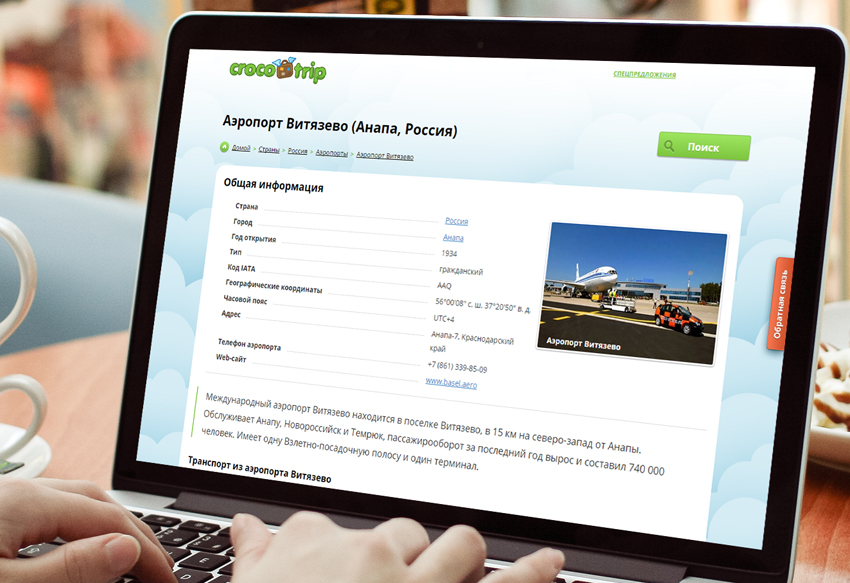 crocotrip
СПЕЦПРЕДЛОЖЕНИЯ
Аэропорт Витязево (Анапа, Россия)
Поиск
Домой > Страны > Россия > Аэропорты > Аэропорт Витязево
Общая информация
Страна Россия
Город Анапа
Год открытия 1934
Тип гражданский
Код IATA AAQ
Географические координаты 56°00'08" с. ш. 37°20'50" в. д.
Часовой пояс UTC+4
Адрес Анапа-7, Краснодарский
край
Телефон аэропорта +7 (861) 339-85-09
Web-сайт www.basel.aero
Аэропорт Витязево
Обратная связь
Международный аэропорт Витязево находится в поселке Витязево, в 15 км на северо-запад от Анапы.
Обслуживает Анапу, Новороссийск и Темрюк, пассажирооборот за последний год вырос и составил 740 000
человек. Имеет одну Взлетно-посадочную полосу и один терминал.
Транспорт из аэропорта Витязево